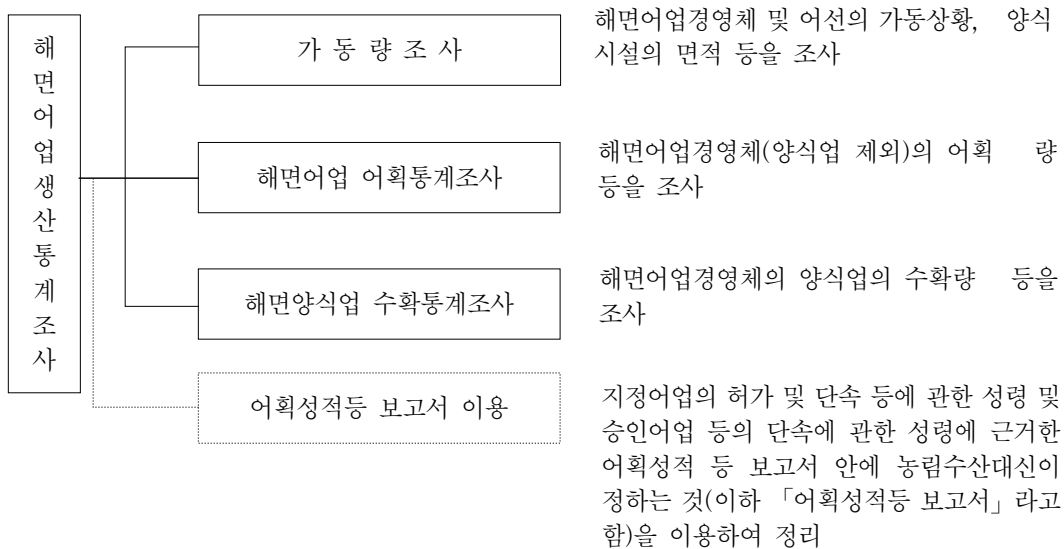 해면어업생산통계조사
가 동 량 조 사
해면어업경영체 및 어선의 가동상황, 양식
시설의 면적 등을 조사
해면어업 어획통계조사
해면어업경영체(양식업 제외)의 어획 량
등을 조사
해면양식업 수확통계조사
해면어업경영체의 양식업의 수확량 등을
조사
어획성적등 보고서 이용
지정어업의 허가 및 단속 등에 관한 성령 및
승인어업 등의 단속에 관한 성령에 근거한
어획성적 등 보고서 안에 농림수산대신이
정하는 것(이하 「어획성적등 보고서」라고
함)을 이용하여 정리